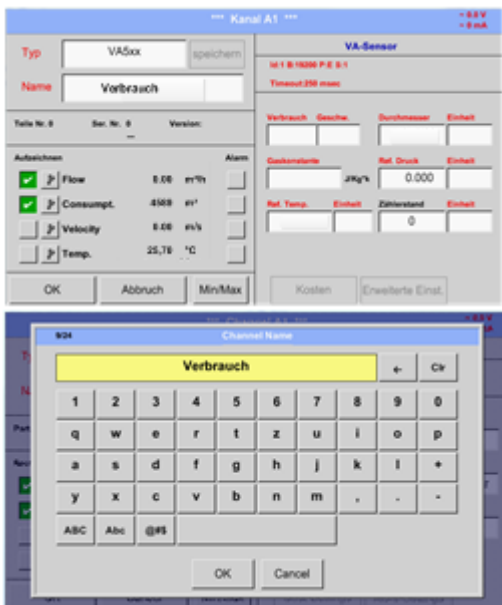 *** Kanal A1 ***
~ 0.0 V
~ 0 mA
Typ VA5xx speichern
Name Verbrauch
Teile Nr. 0 Ser. Nr. 0 Version:
Aufzeichnen Alarm
Flow 0.00 m³/h
Consumpt. 4580 m³
Velocity 0.00 m/s
Temp. 25,70 °C
OK Abbruch Min/Max
VA-Sensor
Id:1 B:19200 P:E S:1
Timeout:250 msec
Verbrauch Geschw. Durchmesser Einheit
Gaskonstante Ref. Druck Einheit
J/Kg*k 0.000
Ref. Temp. Einheit Zählerstand Einheit
0
Kosten Erweiterte Einst.
*** Channel A1 ***
9/24 Channel Name
Verbrauch ← Clr
1 2 3 4 5 6 7 8 9 0
q w e r t z u i o p
a s d f g h j k l +
y x c v b n m , . -
ABC Abc @#$
OK Cancel